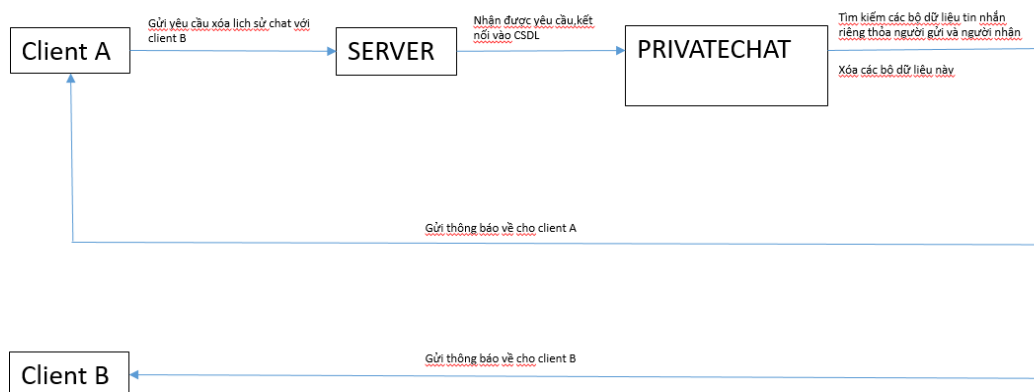 Client A
Gửi yêu cầu xóa lịch sử chat với
client B
SERVER
Nhận được yêu cầu,kết
nối vào CSDL
PRIVATECHAT
Tìm kiếm các bộ dữ liệu tin nhắn
riêng thỏa người gửi và người nhận
Xóa các bộ dữ liệu này
Gửi thông báo về cho client A
Client B
Gửi thông báo về cho client B